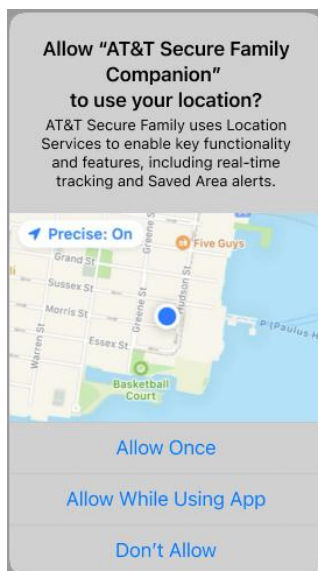 Allow “AT&T Secure Family
Companion”
to use your location?
AT&T Secure Family uses Location
Services to enable key functionality
and features, including real-time
tracking and Saved Area alerts.
Precise: On
Five Guys
Grand St
Greene St
Sussex St
Hudson St
Morris St
Greene St
Warren St
Essex St
P (Paulus H
Basketball
Court
Allow Once
Allow While Using App
Don’t Allow